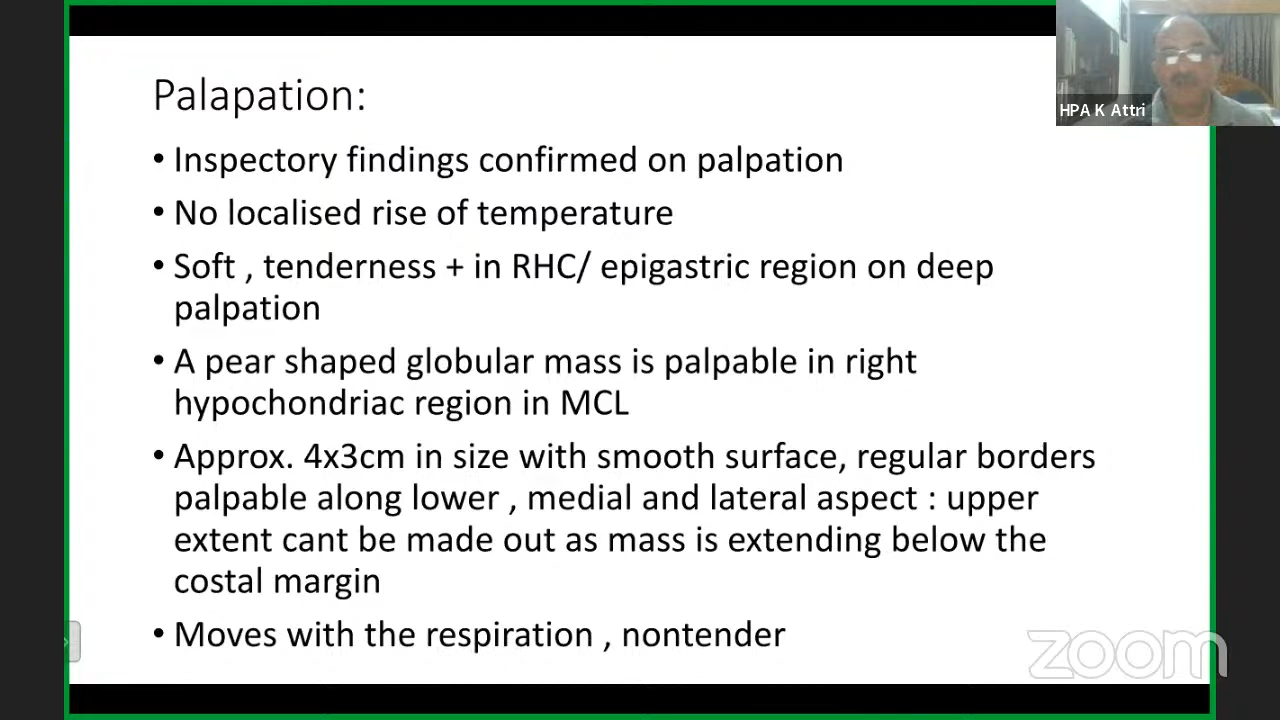 Palapation:
HPA K Attri
• Inspectory findings confirmed on palpation
• No localised rise of temperature
• Soft , tenderness + in RHC/ epigastric region on deep
palpation
• A pear shaped globular mass is palpable in right
hypochondriac region in MCL
• Approx. 4x3cm in size with smooth surface, regular borders
palpable along lower , medial and lateral aspect : upper
extent cant be made out as mass is extending below the
costal margin
• Moves with the respiration , nontender
zoom